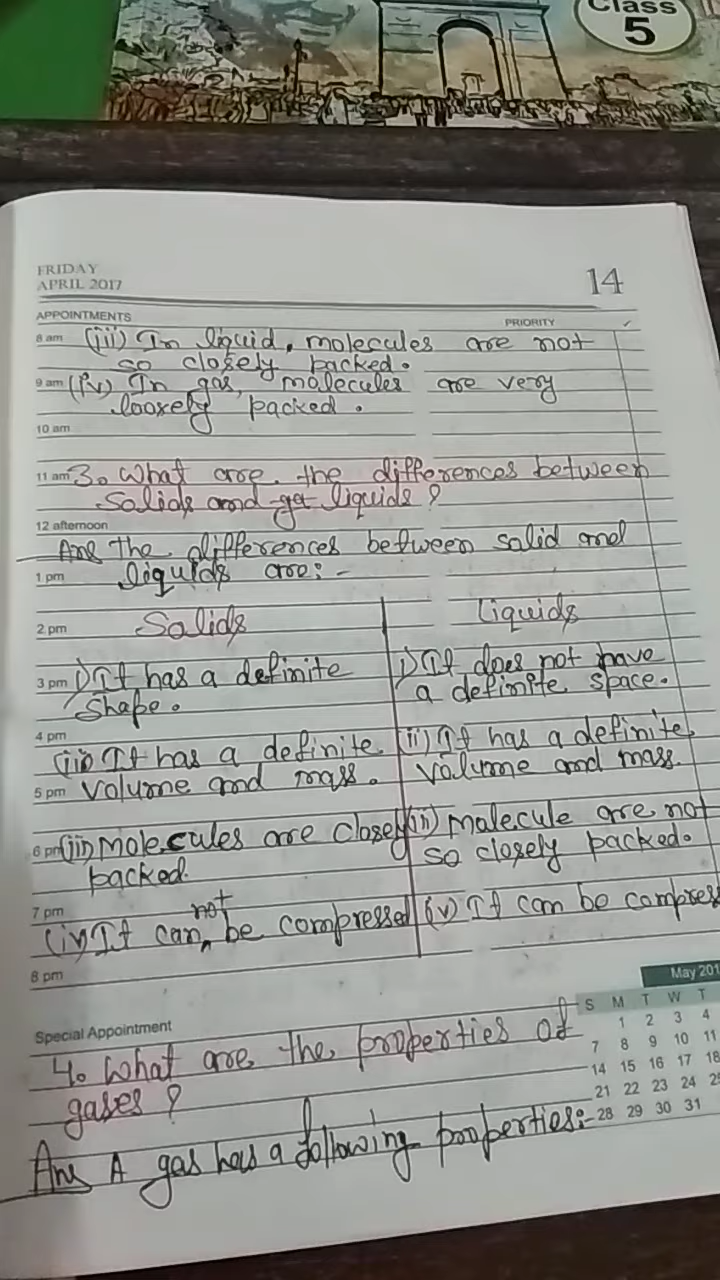 Class
5
FRIDAY
APRIL 2017
14
APPOINTMENTS
PRIORITY
8 am (iii) In liquid, molecules are not
so closely packed.
9 am (iv) In gas, molecules are very
loosely packed.
10 am
11 am 3. What are the differences between
Solids and ga liquids?
12 afternoon
Ans The differences between solid and
1 pm liquids are:-
2 pm Solids Liquids
3 pm i) It has a definite i) It does not have
Shape. a definite space.
4 pm
(ii) It has a definite (ii) It has a definite
5 pm volume and mass. volume and mass.
6 pm (iii) Molecules are closely (iii) molecule are not
packed. so closely packed.
7 pm not
(iv) It can be compressed (iv) It can be compres
8 pm
May 201
S M T W T
1 2 3 4
7 8 9 10 11
14 15 16 17 18
21 22 23 24 25
28 29 30 31
Special Appointment
4. What are the properties of
gases?
Ans A gas has a following properties:-